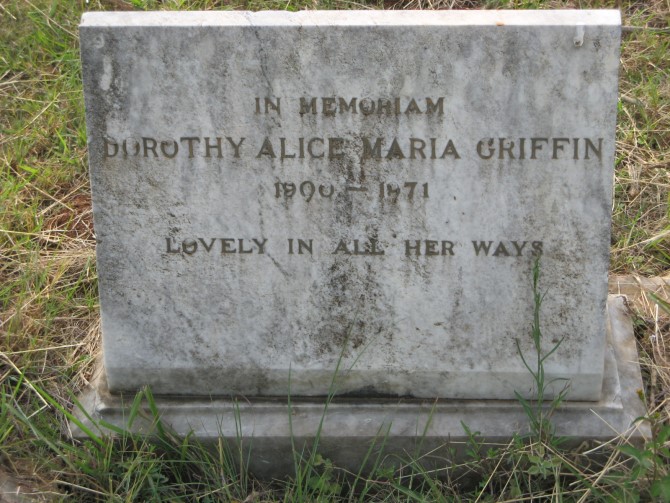 IN MEMORIAM
DOROTHY ALICE MARIA GRIFFIN
1900 – 1971
LOVELY IN ALL HER WAYS